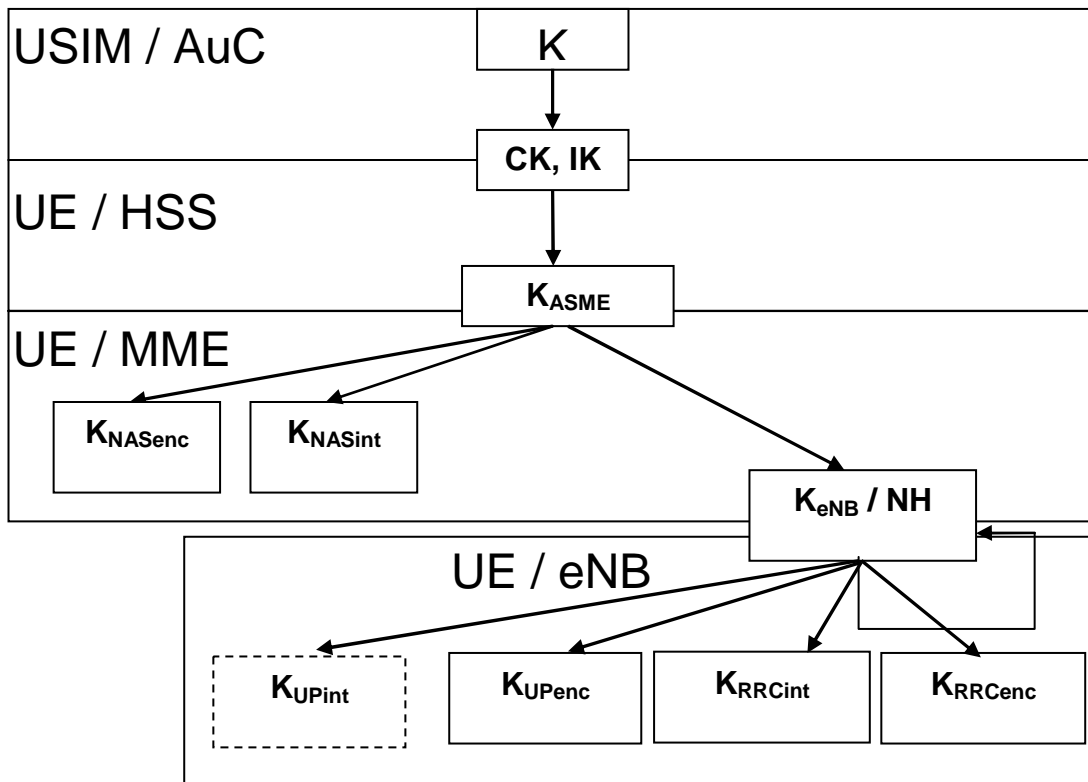 USIM / AuC
K
CK, IK
UE / HSS
KASME
UE / MME
KNASenc
KNASint
KeNB / NH
UE / eNB
KUPint
KUPenc
KRRCint
KRRCenc